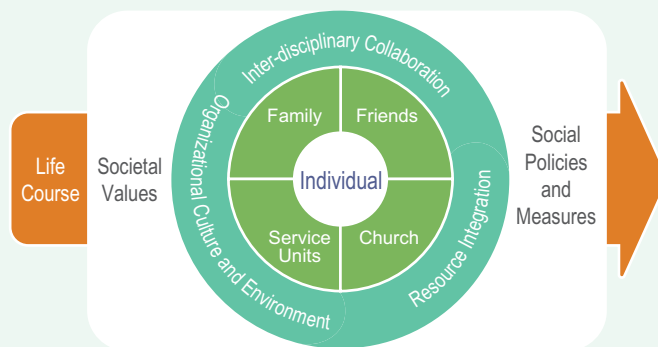 Inter-disciplinary Collaboration
Organizational Culture and Environment
Resource Integration
Family
Friends
Individual
Service
Units
Church
Life
Course
Societal
Values
Social
Policies
and
Measures